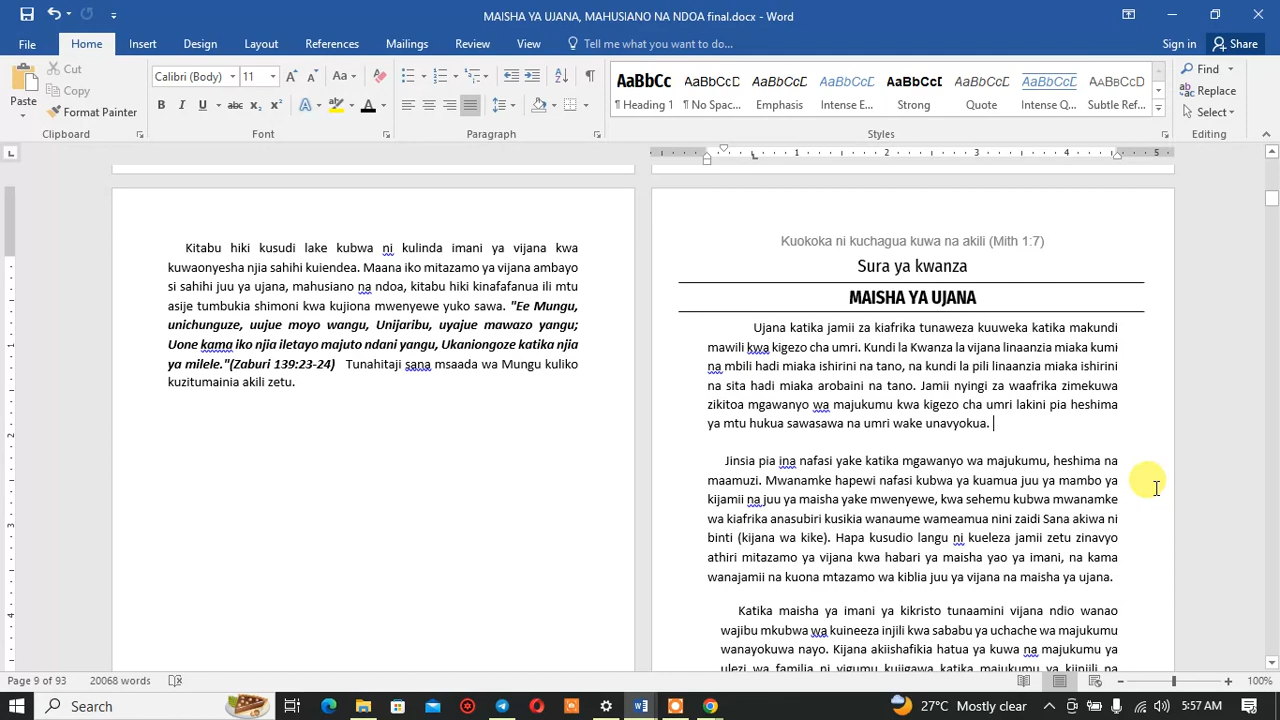 MAISHA YA UJANA, MAHUSIANO NA NDOA final.docx - Word
File Home Insert Design Layout References Mailings Review View Tell me what you want to do... Sign in Share
Paste
Cut
Copy
Format Painter
Clipboard
Calibri (Body) 11
Font
Paragraph
AaBbCc AaBbCcD AaBbCcD AaBbCcD AaBbCcD AaBbCcD AaBbCcD AaBbCcD
¶ Heading 1 ¶ No Spac... Emphasis Intense E... Strong Quote Intense Q... Subtle Ref...
Styles
Find
Replace
Select
Editing
Kitabu hiki kusudi lake kubwa ni kulinda imani ya vijana kwa
kuwaonyesha njia sahihi kuiendea. Maana iko mitazamo ya vijana ambayo
si sahihi juu ya ujana, mahusiano na ndoa, kitabu hiki kinafafanua ili mtu
asije tumbukia shimoni kwa kujiona mwenyewe yuko sawa. "Ee Mungu,
unichunguze, uujue moyo wangu, Unijaribu, uyajue mawazo yangu;
Uone kama iko njia iletayo majuto ndani yangu, Ukaniongoze katika njia
ya milele."(Zaburi 139:23-24) Tunahitaji sana msaada wa Mungu kuliko
kuzitumainia akili zetu.
Kuokoka ni kuchagua kuwa na akili (Mith 1:7)
Sura ya kwanza
MAISHA YA UJANA
Ujana katika jamii za kiafrika tunaweza kuuweka katika makundi
mawili kwa kigezo cha umri. Kundi la Kwanza la vijana linaanzia miaka kumi
na mbili hadi miaka ishirini na tano, na kundi la pili linaanzia miaka ishirini
na sita hadi miaka arobaini na tano. Jamii nyingi za waafrika zimekuwa
zikitoa mgawanyo wa majukumu kwa kigezo cha umri lakini pia heshima
ya mtu hukua sawasawa na umri wake unavyokua.
Jinsia pia ina nafasi yake katika mgawanyo wa majukumu, heshima na
maamuzi. Mwanamke hapewi nafasi kubwa ya kuamua juu ya mambo ya
kijamii na juu ya maisha yake mwenyewe, kwa sehemu kubwa mwanamke
wa kiafrika anasubiri kusikia wanaume wameamua nini zaidi Sana akiwa ni
binti (kijana wa kike). Hapa kusudio langu ni kueleza jamii zetu zinavyo
athiri mitazamo ya vijana kwa habari ya maisha yao ya imani, na kama
wanajamii na kuona mtazamo wa kiblia juu ya vijana na maisha ya ujana.
Katika maisha ya imani ya kikristo tunaamini vijana ndio wanao
wajibu mkubwa wa kuineeza injili kwa sababu ya uchache wa majukumu
wanayokuwa nayo. Kijana akiishafikia hatua ya kuwa na majukumu ya
ulezi wa familia ni vigumu kujigawa katika majukumu ya kiinjili na
Page 9 of 93 20068 words 100%
Search 27°C Mostly clear 5:57 AM